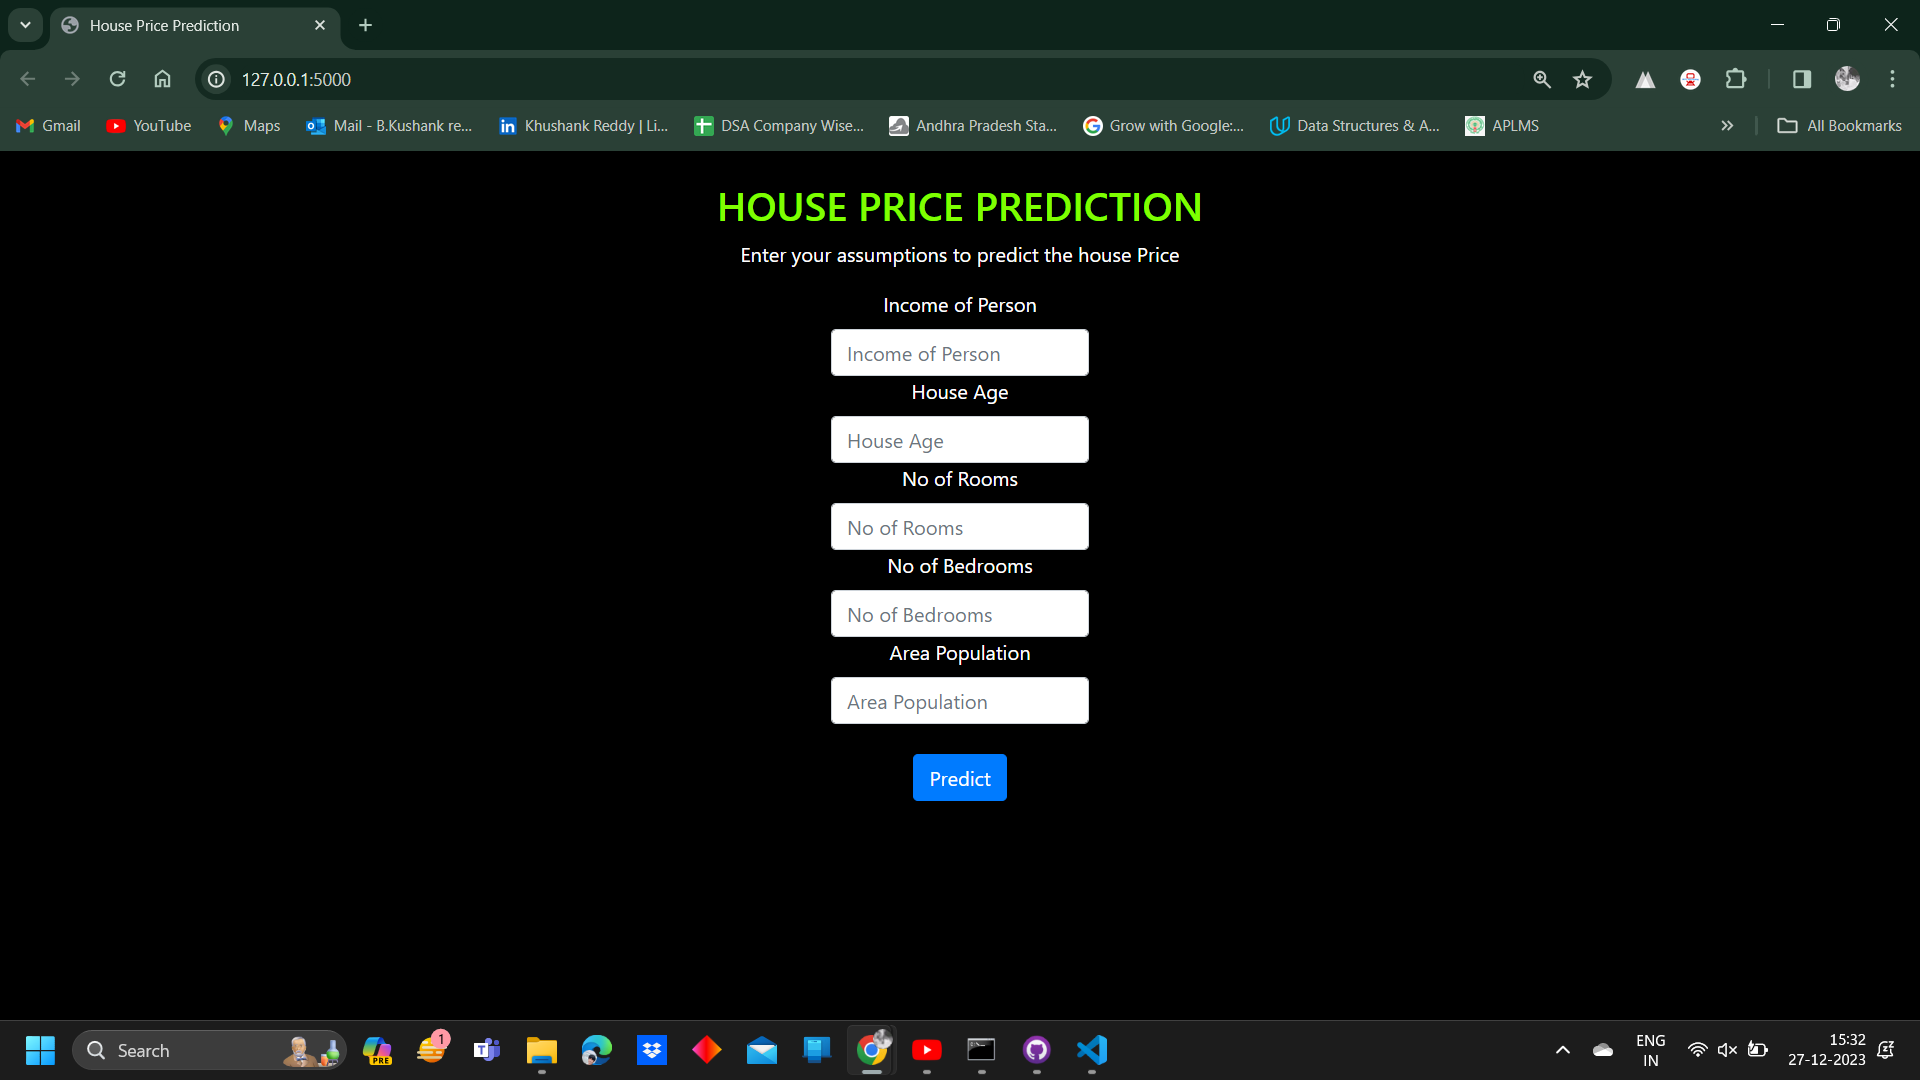 House Price Prediction
127.0.0.1:5000
Gmail YouTube Maps Mail - B.Kushank re... Khushank Reddy | Li... DSA Company Wise... Andhra Pradesh Sta... Grow with Google:... Data Structures & A... APLMS All Bookmarks
HOUSE PRICE PREDICTION
Enter your assumptions to predict the house Price
Income of Person
Income of Person
House Age
House Age
No of Rooms
No of Rooms
No of Bedrooms
No of Bedrooms
Area Population
Area Population
Predict
Search
PRE
1
ENG
IN
15:32
27-12-2023